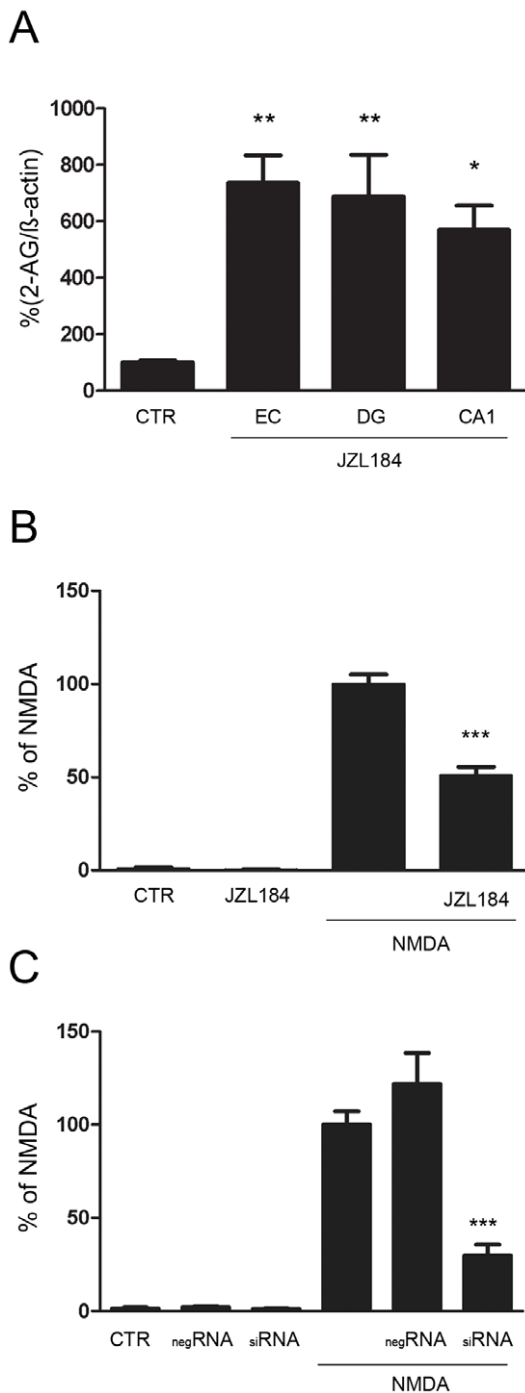 A
%(2-AG/ß-actin)
1000
800
600
400
200
0
** ** *
CTR EC DG CA1
JZL184
B
% of NMDA
150
100
50
0
***
CTR JZL184 JZL184
NMDA
C
% of NMDA
150
100
50
0
***
CTR negRNA siRNA negRNA siRNA
NMDA